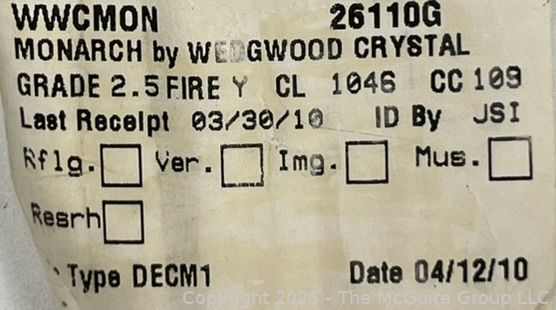 WWCMON 26110G
MONARCH by WEDGWOOD CRYSTAL
GRADE 2.5 FIRE Y CL 1046 CC 109
Last Receipt 03/30/10 ID By JSI
Rflg. Ver. Img. Mus.
Resrh
Type DECM1 Date 04/12/10
Copyright 2025 - The McGuire Group LLC